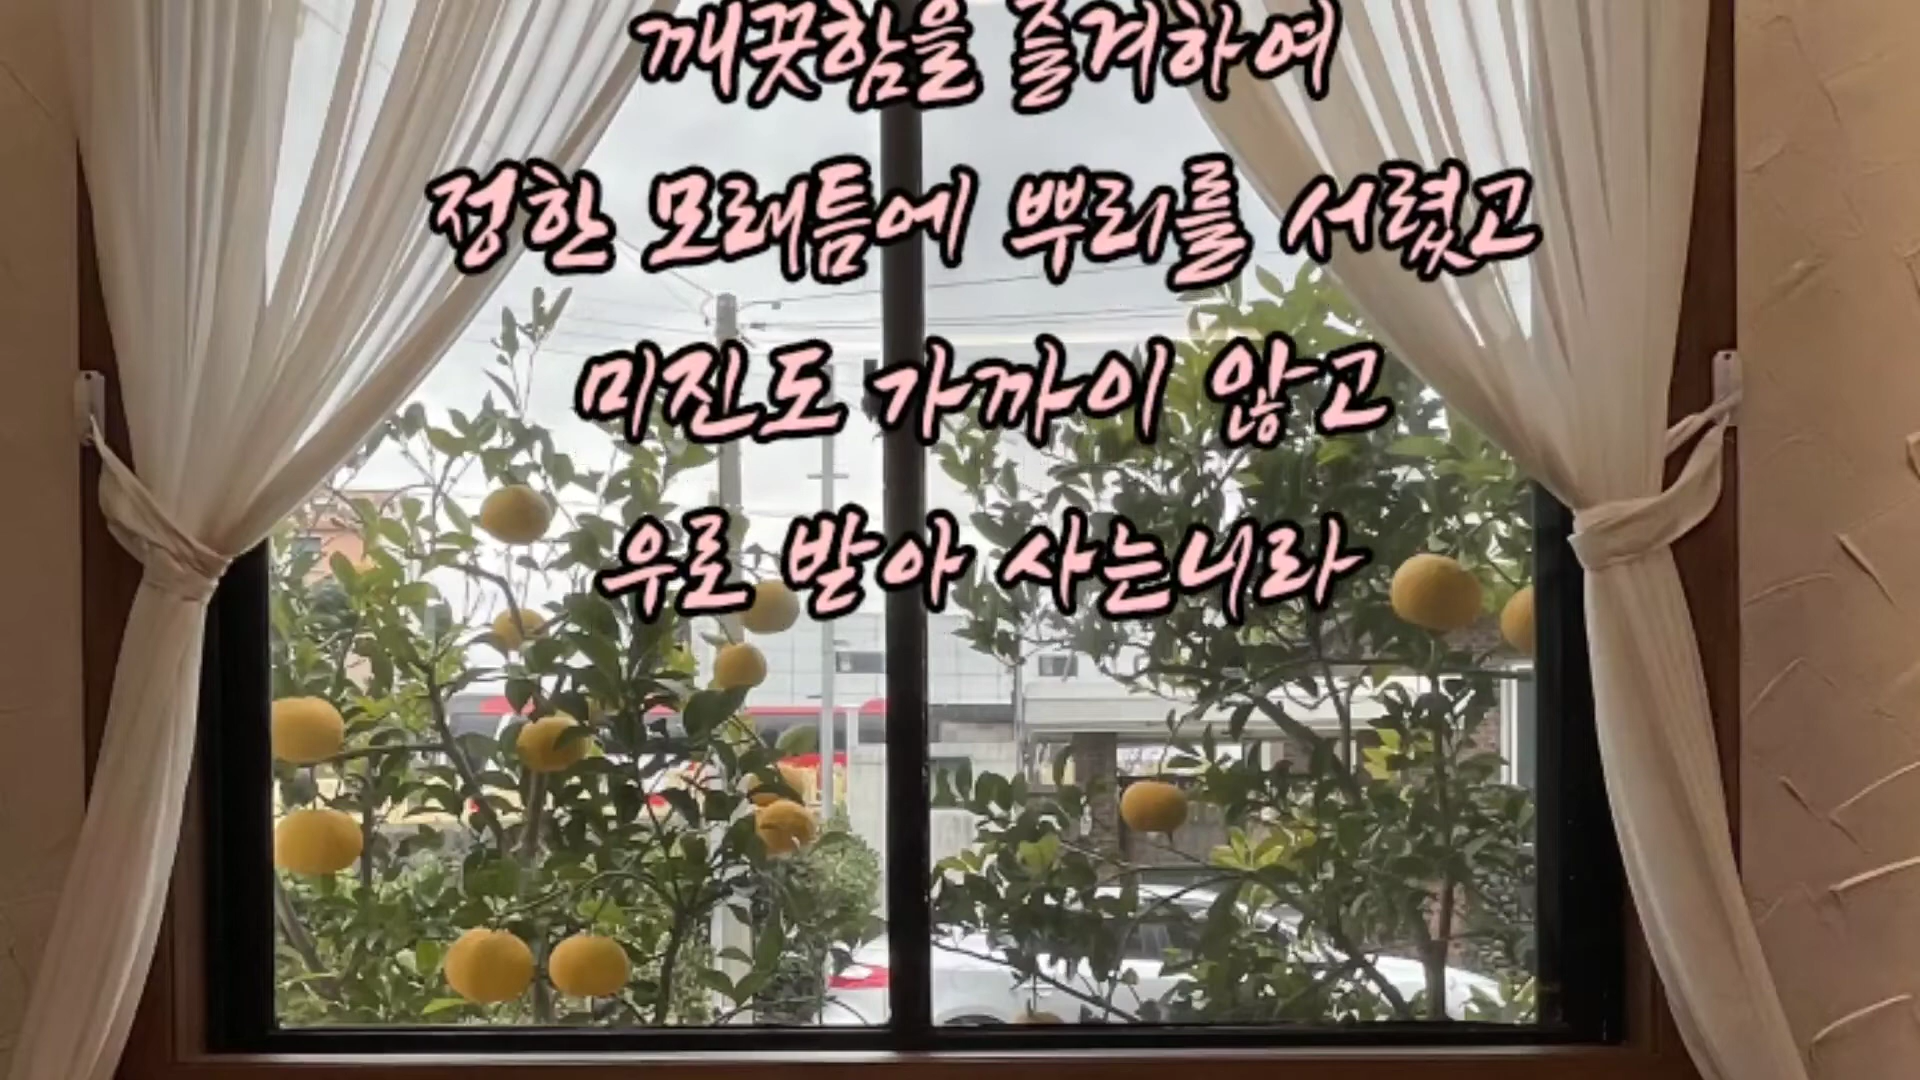 깨끗함을 즐겨하여
정한 모래틈에 뿌리를 서렸고
미진도 가까이 않고
우로 받아 사는니라